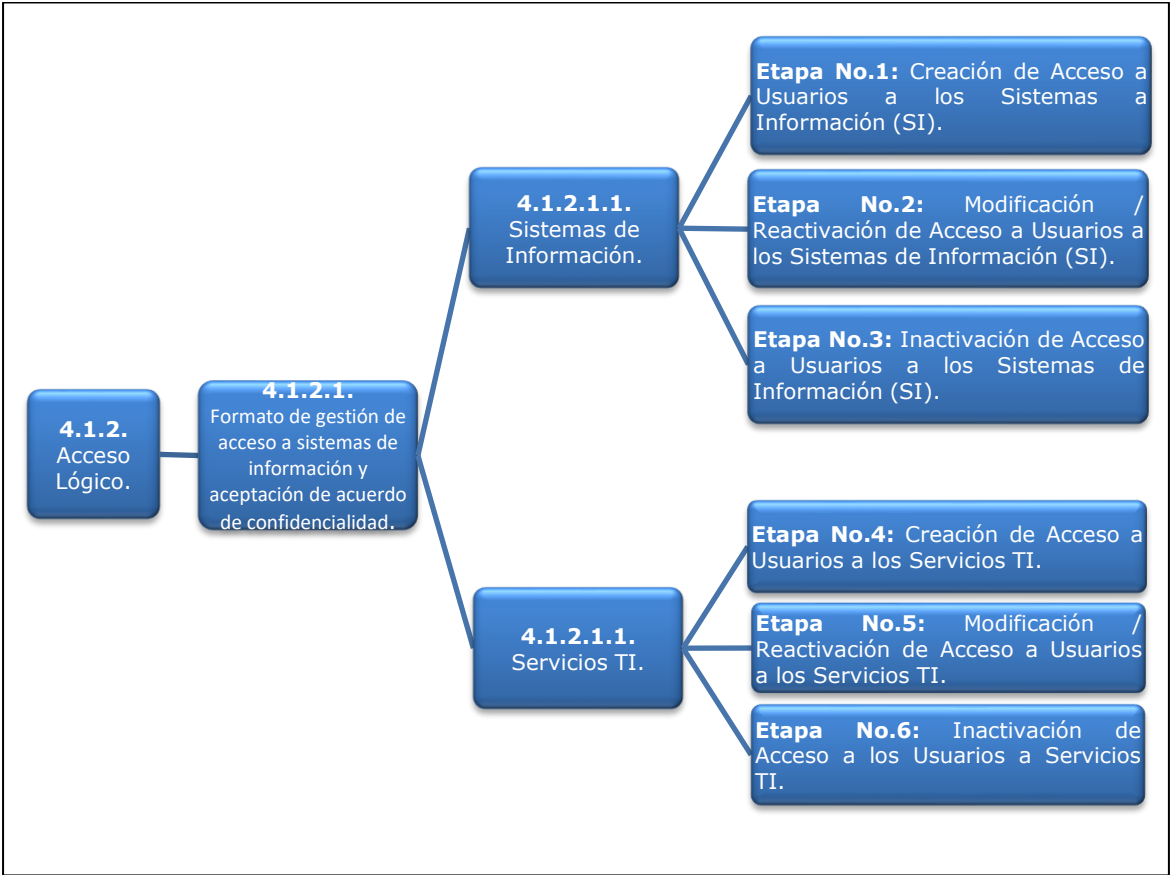 4.1.2.
Acceso
Lógico.
4.1.2.1.
Formato de gestión de
acceso a sistemas de
información y
aceptación de acuerdo
de confidencialidad.
4.1.2.1.1.
Sistemas de
Información.
Etapa No.1: Creación de Acceso a
Usuarios a los Sistemas a
Información (SI).
Etapa No.2: Modificación /
Reactivación de Acceso a Usuarios a
los Sistemas de Información (SI).
Etapa No.3: Inactivación de Acceso
a Usuarios a los Sistemas de
Información (SI).
4.1.2.1.1.
Servicios TI.
Etapa No.4: Creación de Acceso a
Usuarios a los Servicios TI.
Etapa No.5: Modificación /
Reactivación de Acceso a Usuarios
a los Servicios TI.
Etapa No.6: Inactivación de
Acceso a los Usuarios a Servicios
TI.